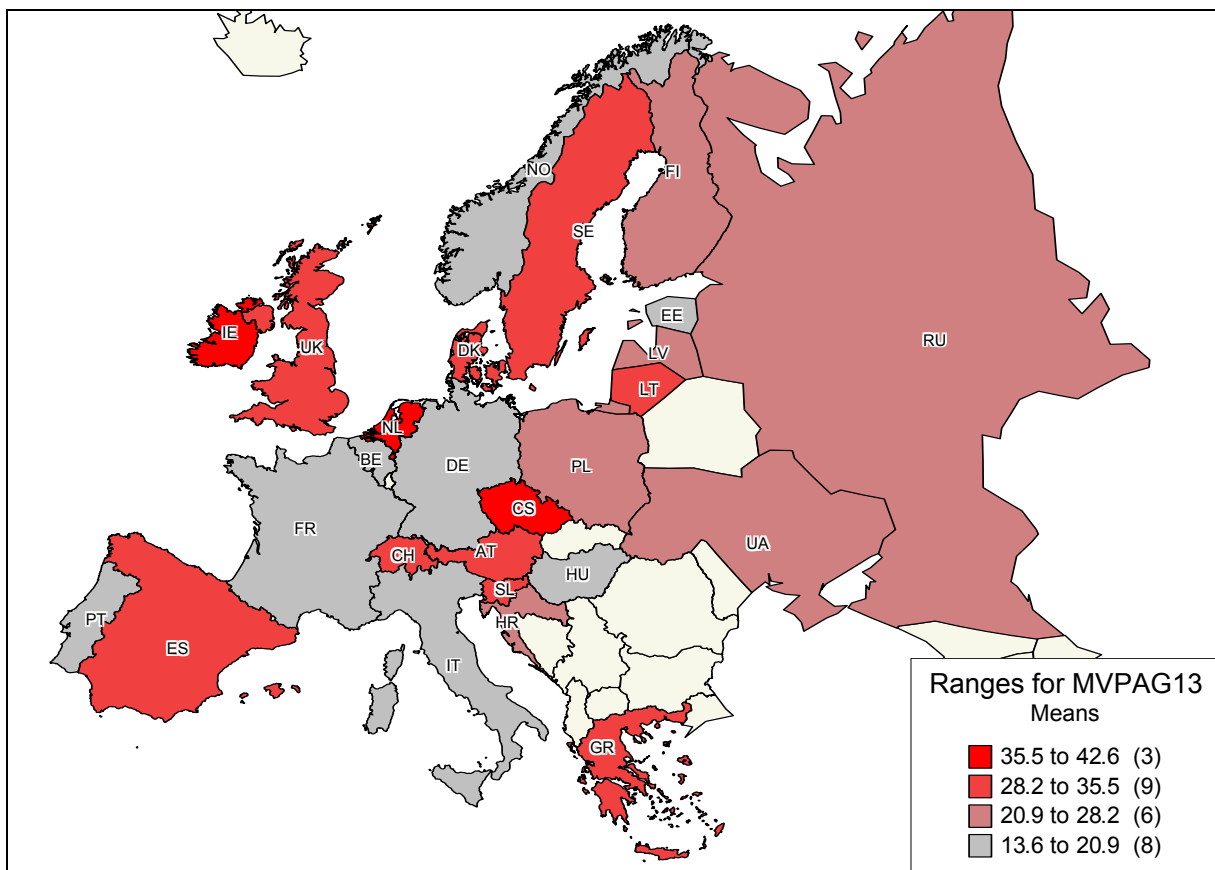 NO
FI
SE
IE
UK
DK
EE
LV
LT
RU
NL
BE
DE
PL
CS
FR
UA
CH
AT
HU
SL
HR
PT
ES
IT
GR
Ranges for MVPAG13
Means
35.5 to 42.6 (3)
28.2 to 35.5 (9)
20.9 to 28.2 (6)
13.6 to 20.9 (8)